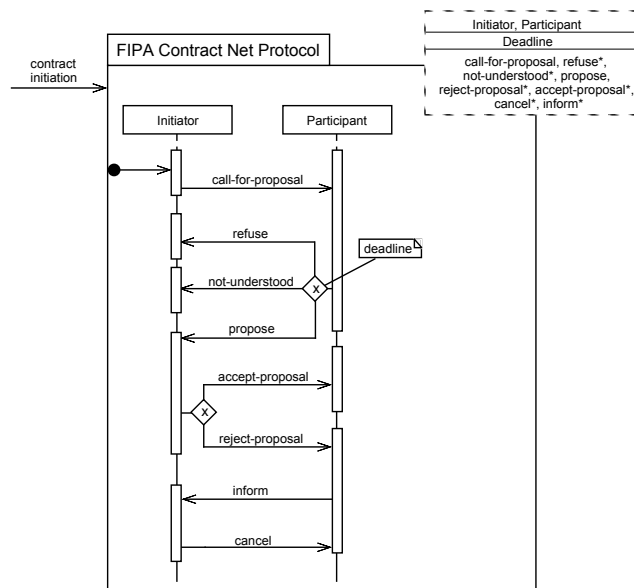 FIPA Contract Net Protocol
Initiator, Participant
Deadline
call-for-proposal, refuse*,
not-understood*, propose,
reject-proposal*, accept-proposal*,
cancel*, inform*
contract
initiation
Initiator
Participant
call-for-proposal
refuse
deadline
not-understood
x
propose
accept-proposal
x
reject-proposal
inform
cancel